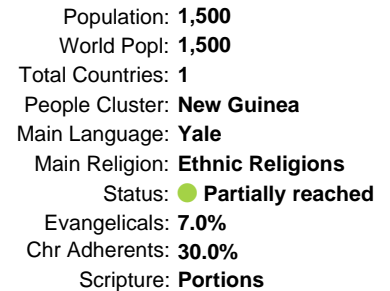 Population: 1,500
World Popl: 1,500
Total Countries: 1
People Cluster: New Guinea
Main Language: Yale
Main Religion: Ethnic Religions
Status: Partially reached
Evangelicals: 7.0%
Chr Adherents: 30.0%
Scripture: Portions